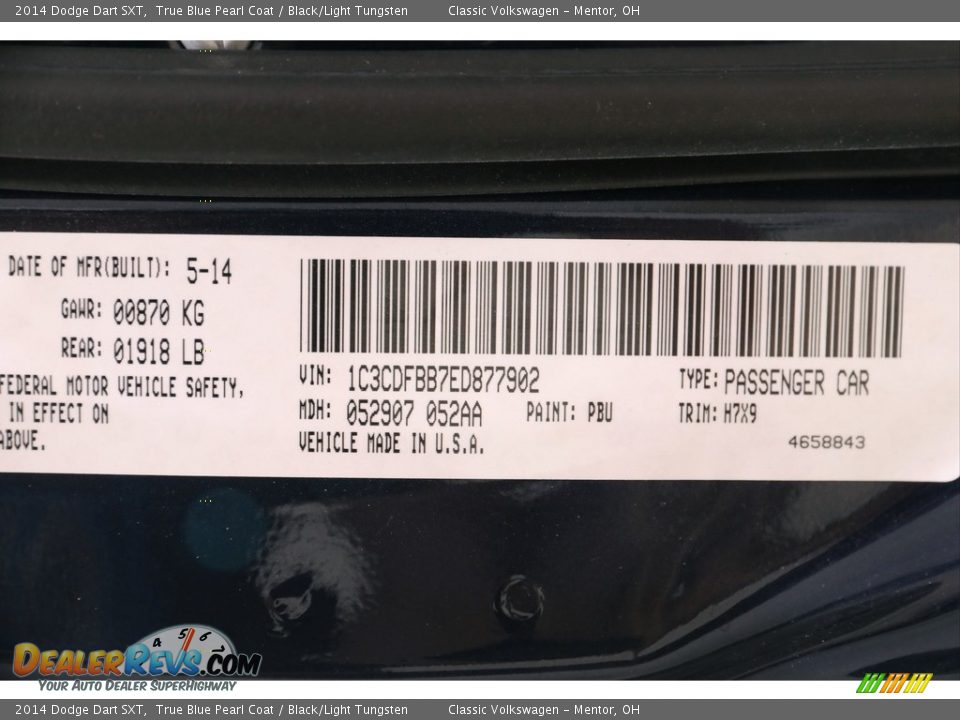 2014 Dodge Dart SXT,  True Blue Pearl Coat / Black/Light Tungsten    Classic Volkswagen – Mentor, OH
DATE OF MFR(BUILT): 5-14
GAWR: 00870 KG
REAR: 01918 LB
FEDERAL MOTOR VEHICLE SAFETY,
IN EFFECT ON
ABOVE.
VIN: 1C3CDFBB7ED877902    TYPE: PASSENGER CAR
MDH: 052907 052AA    PAINT: PBU    TRIM: H7X9
VEHICLE MADE IN U.S.A.
4658843
4 5 6
DealerRevs.com
Your Auto Dealer SuperHighway
2014 Dodge Dart SXT,  True Blue Pearl Coat / Black/Light Tungsten    Classic Volkswagen – Mentor, OH